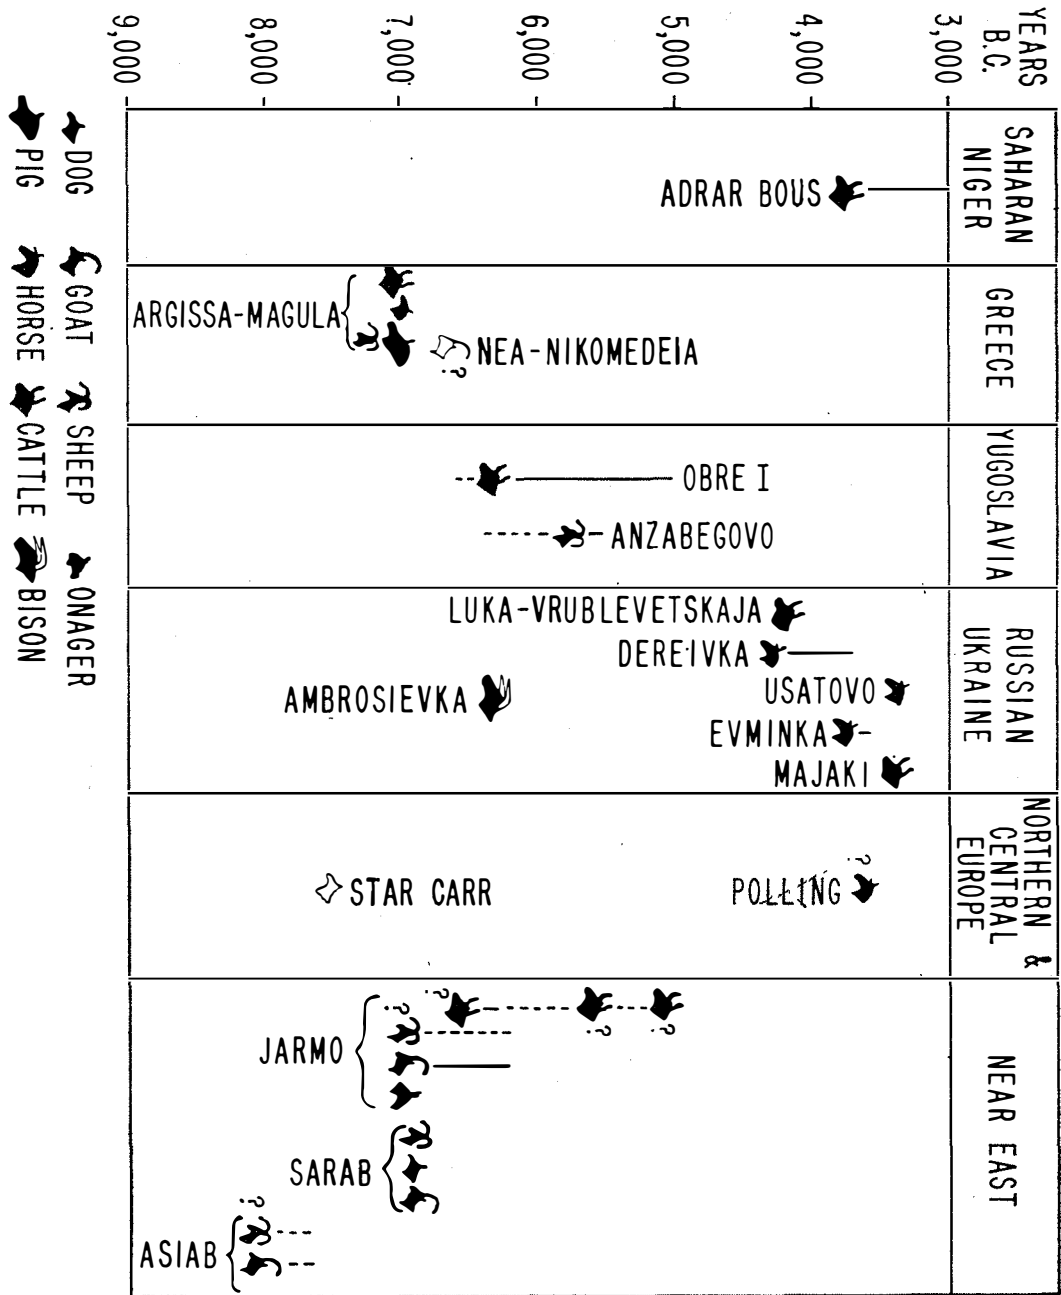 YEARS
B.C.
3,000
4,000
5,000
6,000
7,000
8,000
9,000
SAHARAN
NIGER
GREECE
YUGOSLAVIA
RUSSIAN
UKRAINE
NORTHERN &
CENTRAL
EUROPE
NEAR EAST
ADRAR BOUS
ARGISSA-MAGULA
?
NEA-NIKOMEDEIA
OBRE I
ANZABEGOVO
LUKA-VRUBLEVETSKAJA
DEREIVKA
USATOVO
AMBROSIEVKA
EVMINKA
MAJAKI
?
STAR CARR
POLLING
? ? ? ?
JARMO
SARAB
?
ASIAB
DOG GOAT SHEEP ONAGER
PIG HORSE CATTLE BISON